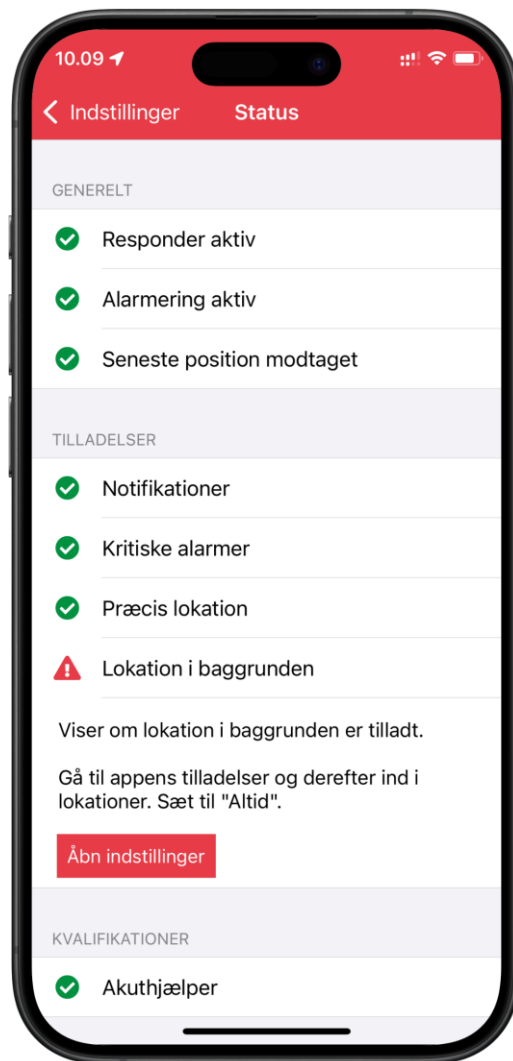 10.09
Indstillinger
Status
GENERELT
Responder aktiv
Alarmering aktiv
Seneste position modtaget
TILLADELSER
Notifikationer
Kritiske alarmer
Præcis lokation
Lokation i baggrunden
Viser om lokation i baggrunden er tilladt.
Gå til appens tilladelser og derefter ind i
lokationer. Sæt til "Altid".
Åbn indstillinger
KVALIFIKATIONER
Akuthjælper